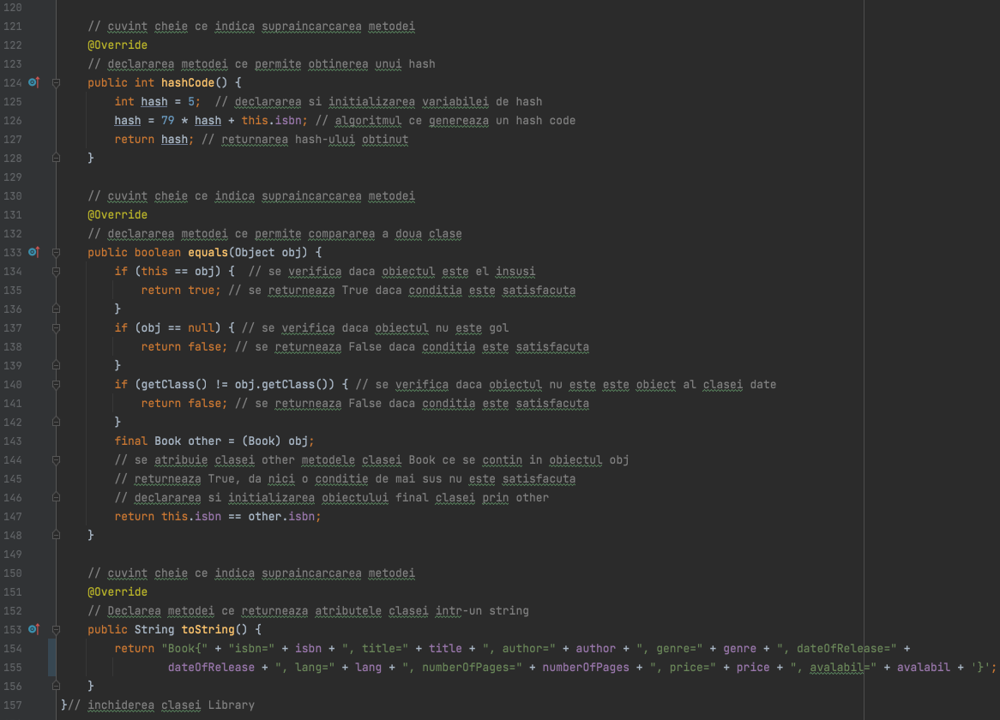 120
121 // cuvint cheie ce indica supraincarcarea metodei
122 @Override
123 // declararea metodei ce permite obtinerea unui hash
124 public int hashCode() {
125 int hash = 5; // declararea si initializarea variabilei de hash
126 hash = 79 * hash + this.isbn; // algoritmul ce genereaza un hash code
127 return hash; // returnarea hash-ului obtinut
128 }
129
130 // cuvint cheie ce indica supraincarcarea metodei
131 @Override
132 // declararea metodei ce permite compararea a doua clase
133 public boolean equals(Object obj) {
134 if (this == obj) { // se verifica daca obiectul este el insusi
135 return true; // se returneaza True daca conditia este satisfacuta
136 }
137 if (obj == null) { // se verifica daca obiectul nu este gol
138 return false; // se returneaza False daca conditia este satisfacuta
139 }
140 if (getClass() != obj.getClass()) { // se verifica daca obiectul nu este este obiect al clasei date
141 return false; // se returneaza False daca conditia este satisfacuta
142 }
143 final Book other = (Book) obj;
144 // se atribuie clasei other metodele clasei Book ce se contin in obiectul obj
145 // returneaza True, da nici o conditie de mai sus nu este satisfacuta
146 // declararea si initializarea obiectului final clasei prin other
147 return this.isbn == other.isbn;
148 }
149
150 // cuvint cheie ce indica supraincarcarea metodei
151 @Override
152 // Declarea metodei ce returneaza atributele clasei intr-un string
153 public String toString() {
154 return "Book{" + "isbn=" + isbn + ", title=" + title + ", author=" + author + ", genre=" + genre + ", dateOfRelease=" +
155 dateOfRelease + ", lang=" + lang + ", numberOfPages=" + numberOfPages + ", price=" + price + ", avalabil=" + avalabil + '}';
156 }
157 }// inchiderea clasei Library